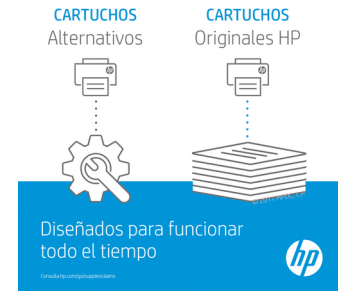 CARTUCHOS
Alternativos
CARTUCHOS
Originales HP
Diseñados para funcionar
todo el tiempo
hp